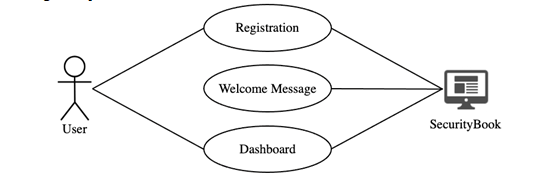 Registration
Welcome Message
User
SecurityBook
Dashboard